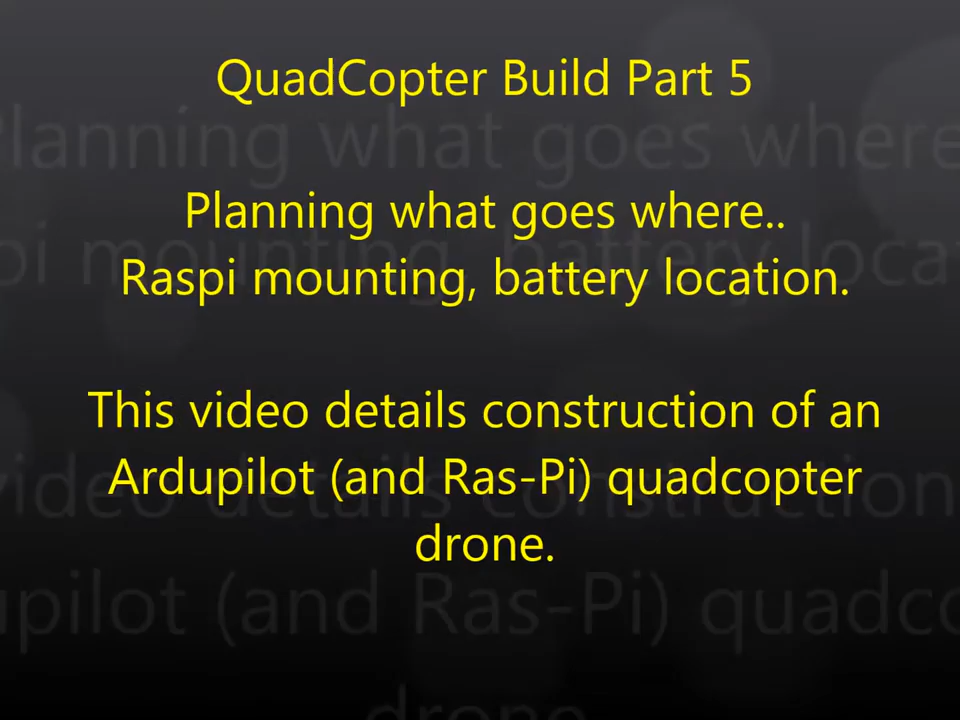 QuadCopter Build Part 5
Planning what goes where..
Raspi mounting, battery location.
This video details construction of an
Ardupilot (and Ras-Pi) quadcopter
drone.